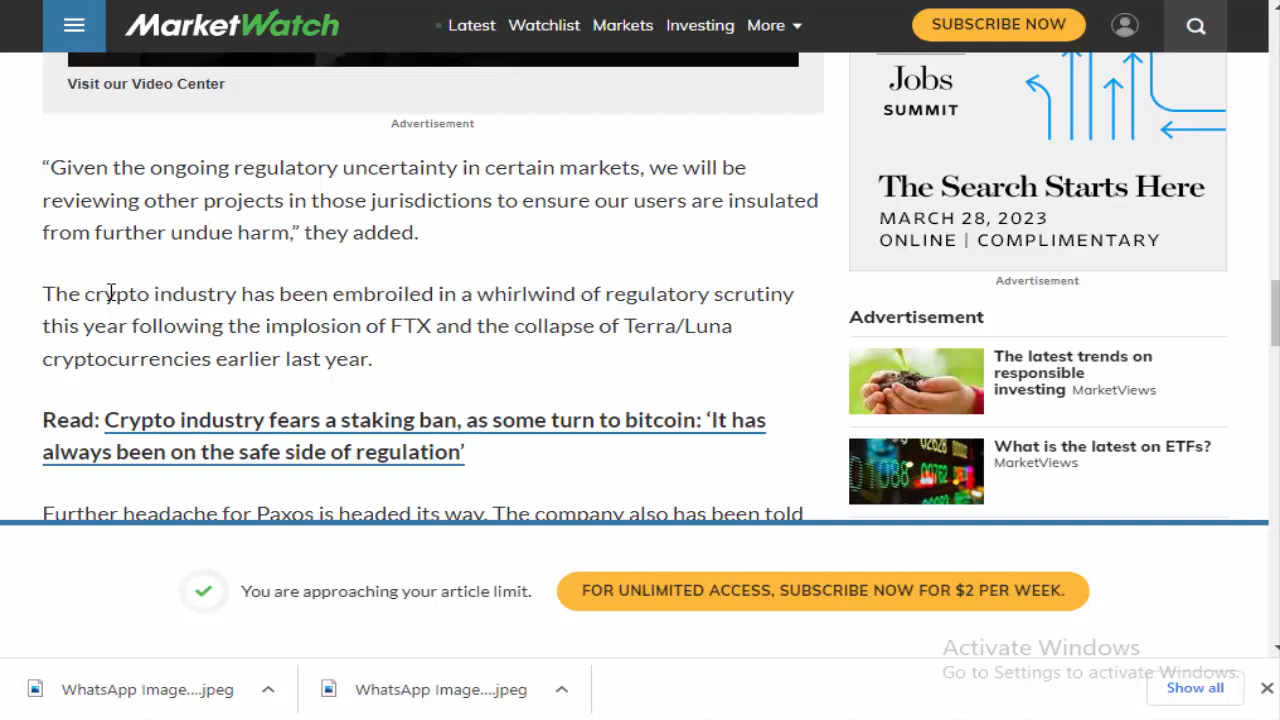 MarketWatch
Latest Watchlist Markets Investing More
SUBSCRIBE NOW
Visit our Video Center
Advertisement
“Given the ongoing regulatory uncertainty in certain markets, we will be
reviewing other projects in those jurisdictions to ensure our users are insulated
from further undue harm,” they added.
The crypto industry has been embroiled in a whirlwind of regulatory scrutiny
this year following the implosion of FTX and the collapse of Terra/Luna
cryptocurrencies earlier last year.
Read: Crypto industry fears a staking ban, as some turn to bitcoin: ‘It has
always been on the safe side of regulation’
Further headache for Paxos is headed its way. The company also has been told
Jobs
SUMMIT
The Search Starts Here
MARCH 28, 2023
ONLINE | COMPLIMENTARY
Advertisement
Advertisement
The latest trends on
responsible
investing MarketViews
What is the latest on ETFs?
MarketViews
You are approaching your article limit.
FOR UNLIMITED ACCESS, SUBSCRIBE NOW FOR $2 PER WEEK.
Activate Windows
Go to Settings to activate Windows.
WhatsApp Image....jpeg
WhatsApp Image....jpeg
Show all